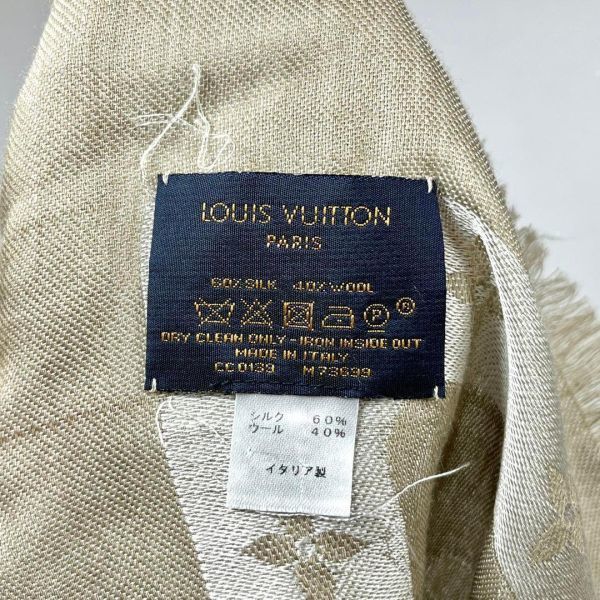 LOUIS VUITTON
PARIS
60% SILK 40% WOOL
P R
DRY CLEAN ONLY - IRON INSIDE OUT
MADE IN ITALY
CC0139 M73699
シルク 60%
ウール 40%
イタリア製